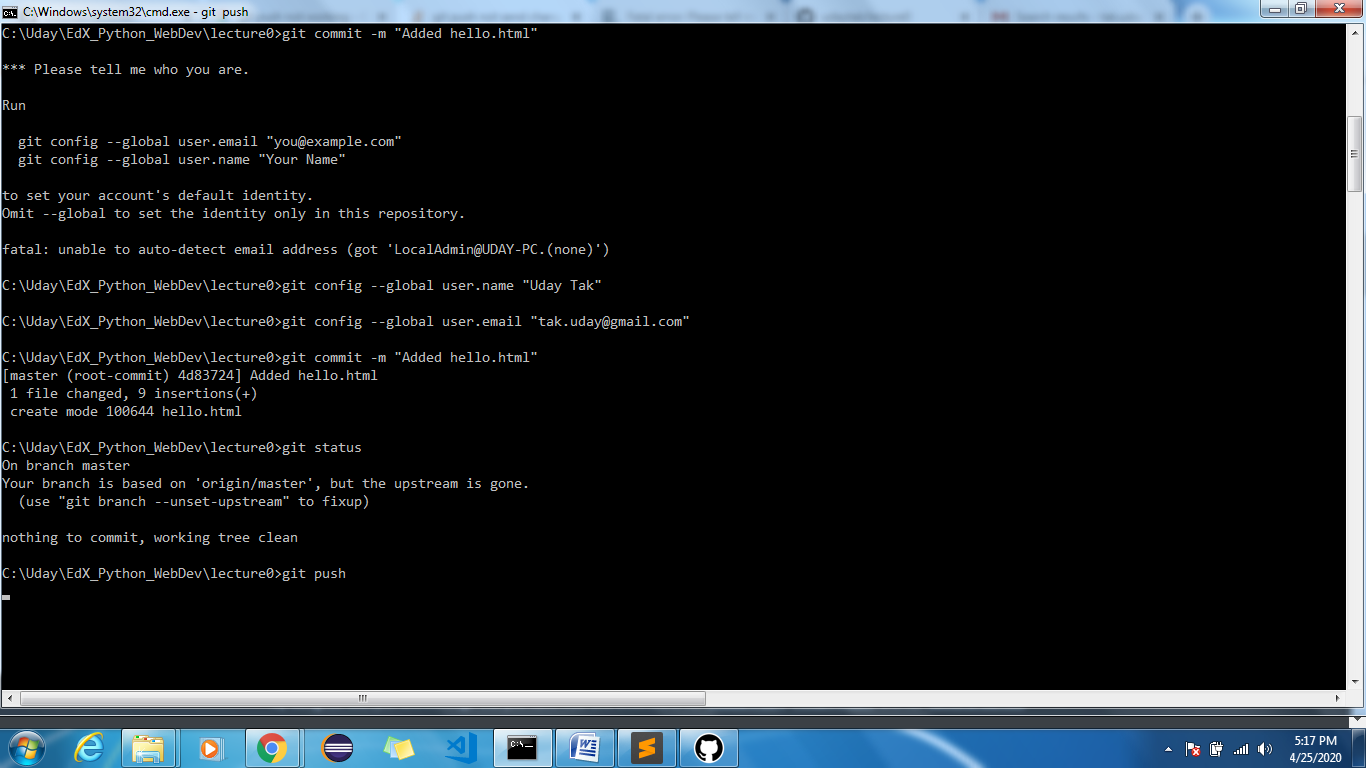 C:\Windows\system32\cmd.exe - git  push
C:\Uday\EdX_Python_WebDev\lecture0>git commit -m "Added hello.html"
*** Please tell me who you are.
Run
  git config --global user.email "you@example.com"
  git config --global user.name "Your Name"
to set your account's default identity.
Omit --global to set the identity only in this repository.
fatal: unable to auto-detect email address (got 'LocalAdmin@UDAY-PC.(none)')
C:\Uday\EdX_Python_WebDev\lecture0>git config --global user.name "Uday Tak"
C:\Uday\EdX_Python_WebDev\lecture0>git config --global user.email "tak.uday@gmail.com"
C:\Uday\EdX_Python_WebDev\lecture0>git commit -m "Added hello.html"
[master (root-commit) 4d83724] Added hello.html
 1 file changed, 9 insertions(+)
 create mode 100644 hello.html
C:\Uday\EdX_Python_WebDev\lecture0>git status
On branch master
Your branch is based on 'origin/master', but the upstream is gone.
  (use "git branch --unset-upstream" to fixup)
nothing to commit, working tree clean
C:\Uday\EdX_Python_WebDev\lecture0>git push
5:17 PM
4/25/2020